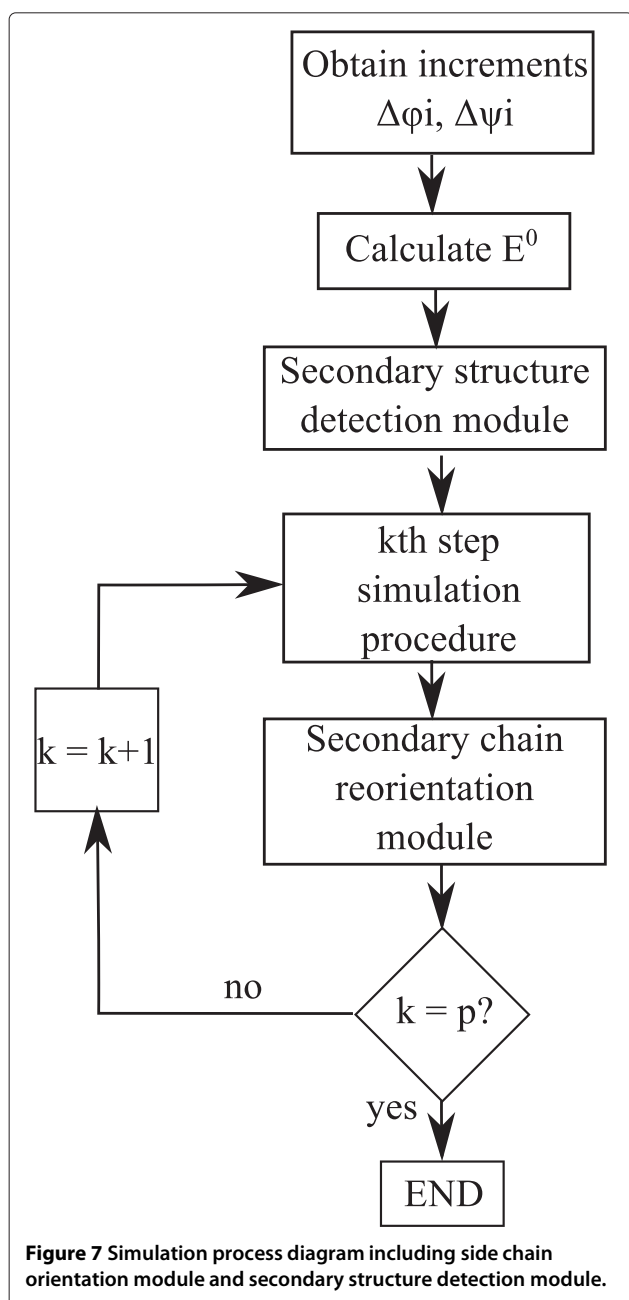 Obtain increments
Δφi, Δψi
Calculate E⁰
Secondary structure
detection module
kth step
simulation
procedure
Secondary chain
reorientation
module
k = k+1
k = p?
no
yes
END
Figure 7 Simulation process diagram including side chain
orientation module and secondary structure detection module.